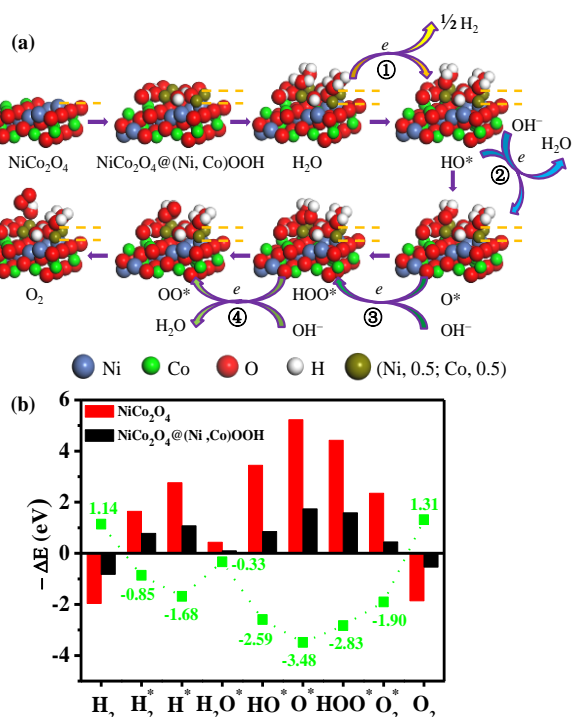 (a)
½ H₂
e
①
NiCo₂O₄
NiCo₂O₄@(Ni, Co)OOH
H₂O
HO*
OH⁻
e
H₂O
②
O₂
OO*
e
HOO*
e
O*
H₂O
④
OH⁻
③
OH⁻
Ni
Co
O
H
(Ni, 0.5; Co, 0.5)
(b)
6
NiCo₂O₄
NiCo₂O₄@(Ni ,Co)OOH
4
2
0
-2
-4
− ΔE (eV)
1.14
-0.85
-1.68
-0.33
-2.59
-3.48
-2.83
-1.90
1.31
H₂
H₂*
H*
H₂O*
HO*
O*
HOO*
O₂*
O₂